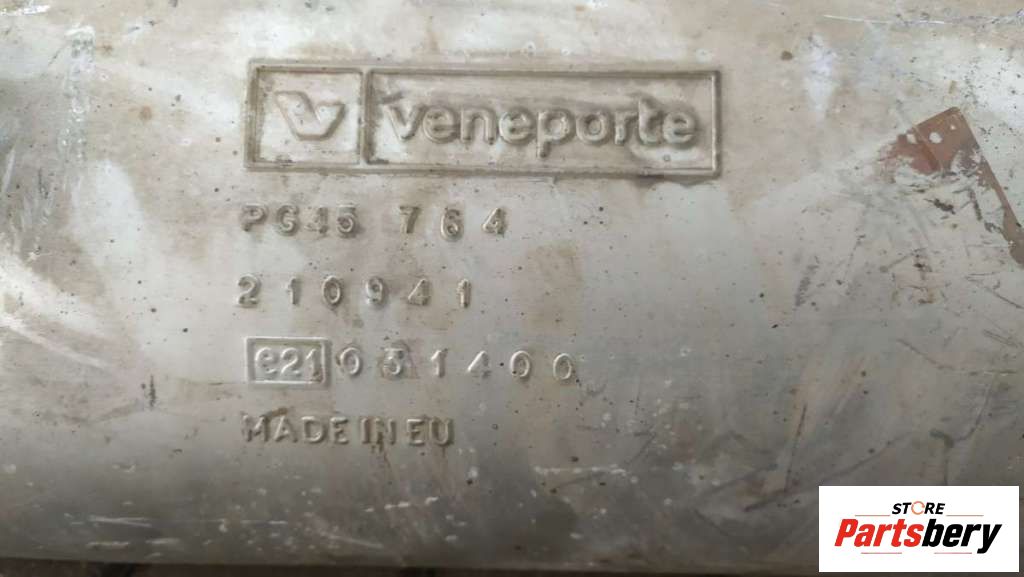 veneporte
PG45 764
210941
e21 031400
MADE IN EU
STORE
Partsbery